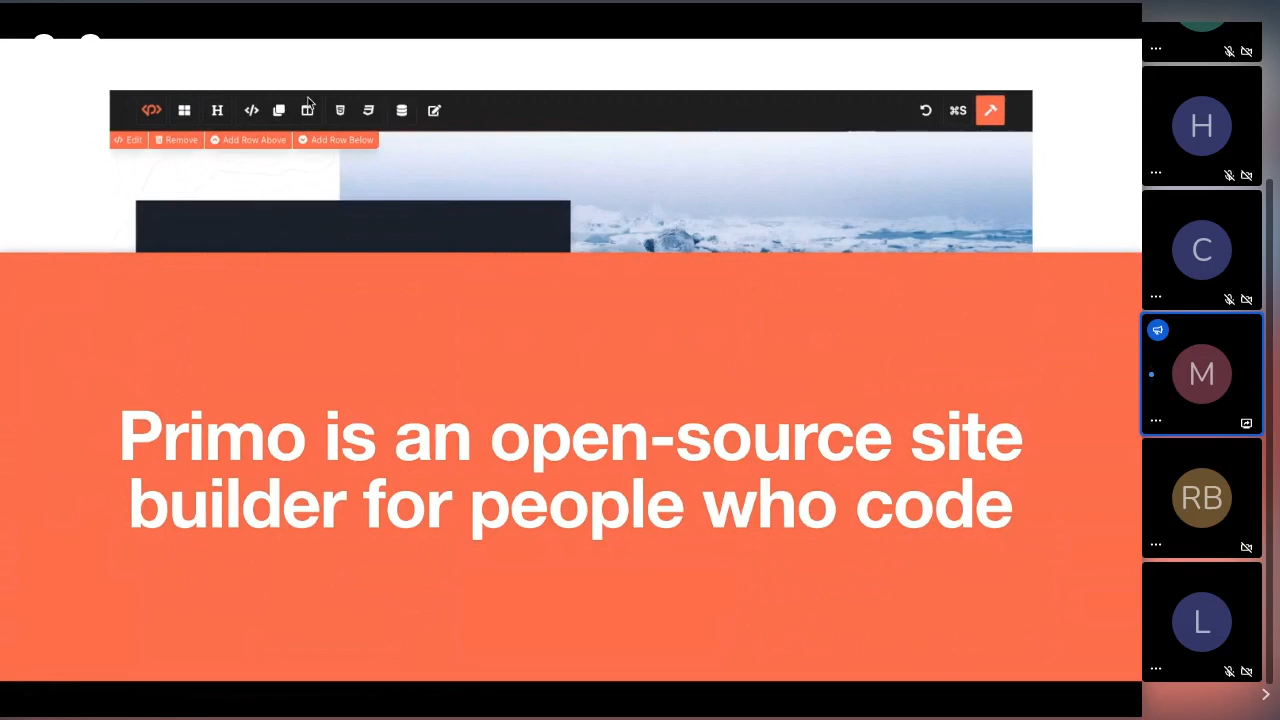 H
</>
⌘S
</> Edit
Remove
Add Row Above
Add Row Below
Primo is an open-source site
builder for people who code
H
C
M
RB
L